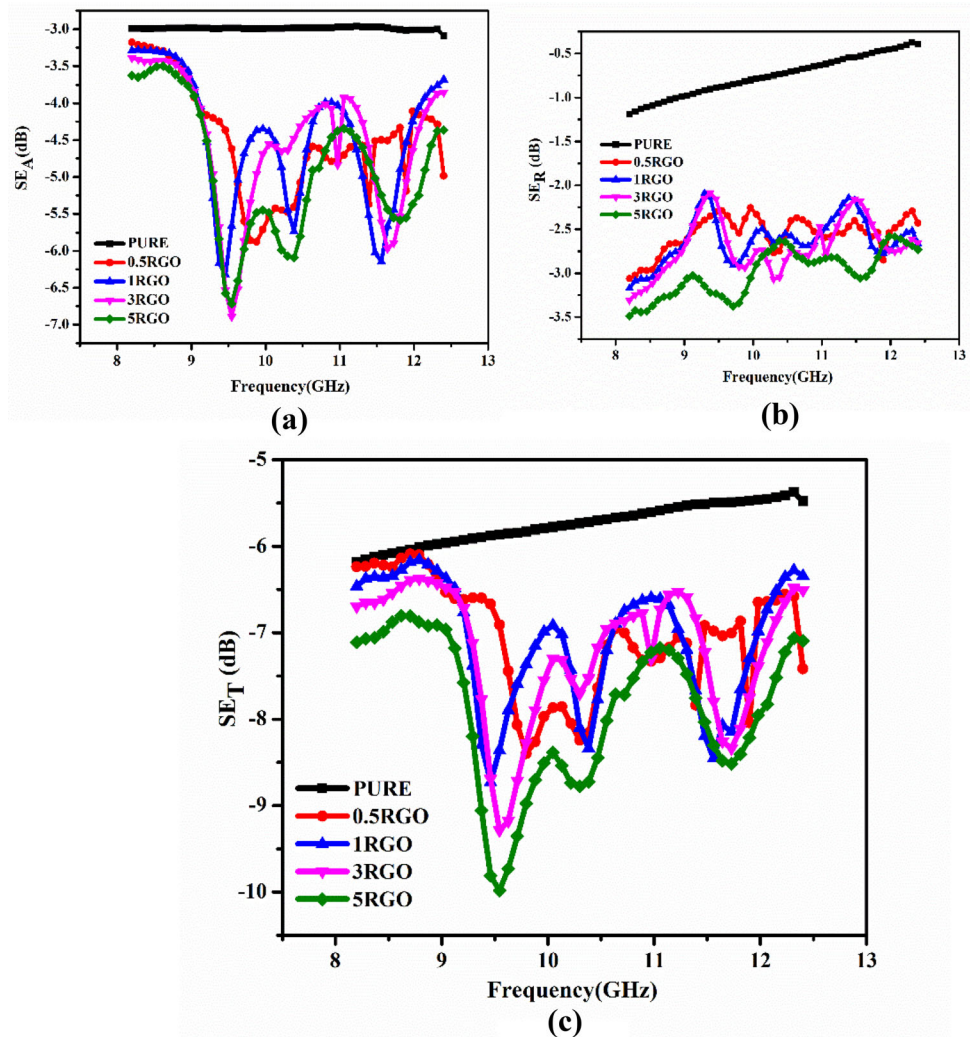 -3.0
-3.5
-4.0
-4.5
-5.0
-5.5
-6.0
-6.5
-7.0
SE_A (dB)
PURE
0.5RGO
1RGO
3RGO
5RGO
8 9 10 11 12 13
Frequency(GHz)
(a)
-0.5
-1.0
-1.5
-2.0
-2.5
-3.0
-3.5
SE_R (dB)
PURE
0.5RGO
1RGO
3RGO
5RGO
8 9 10 11 12 13
Frequency(GHz)
(b)
-5
-6
-7
-8
-9
-10
SE_T (dB)
PURE
0.5RGO
1RGO
3RGO
5RGO
8 9 10 11 12 13
Frequency(GHz)
(c)